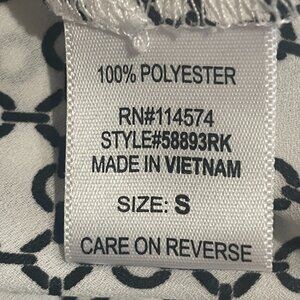 100% POLYESTER
RN#114574
STYLE#58893RK
MADE IN VIETNAM
SIZE: S
CARE ON REVERSE